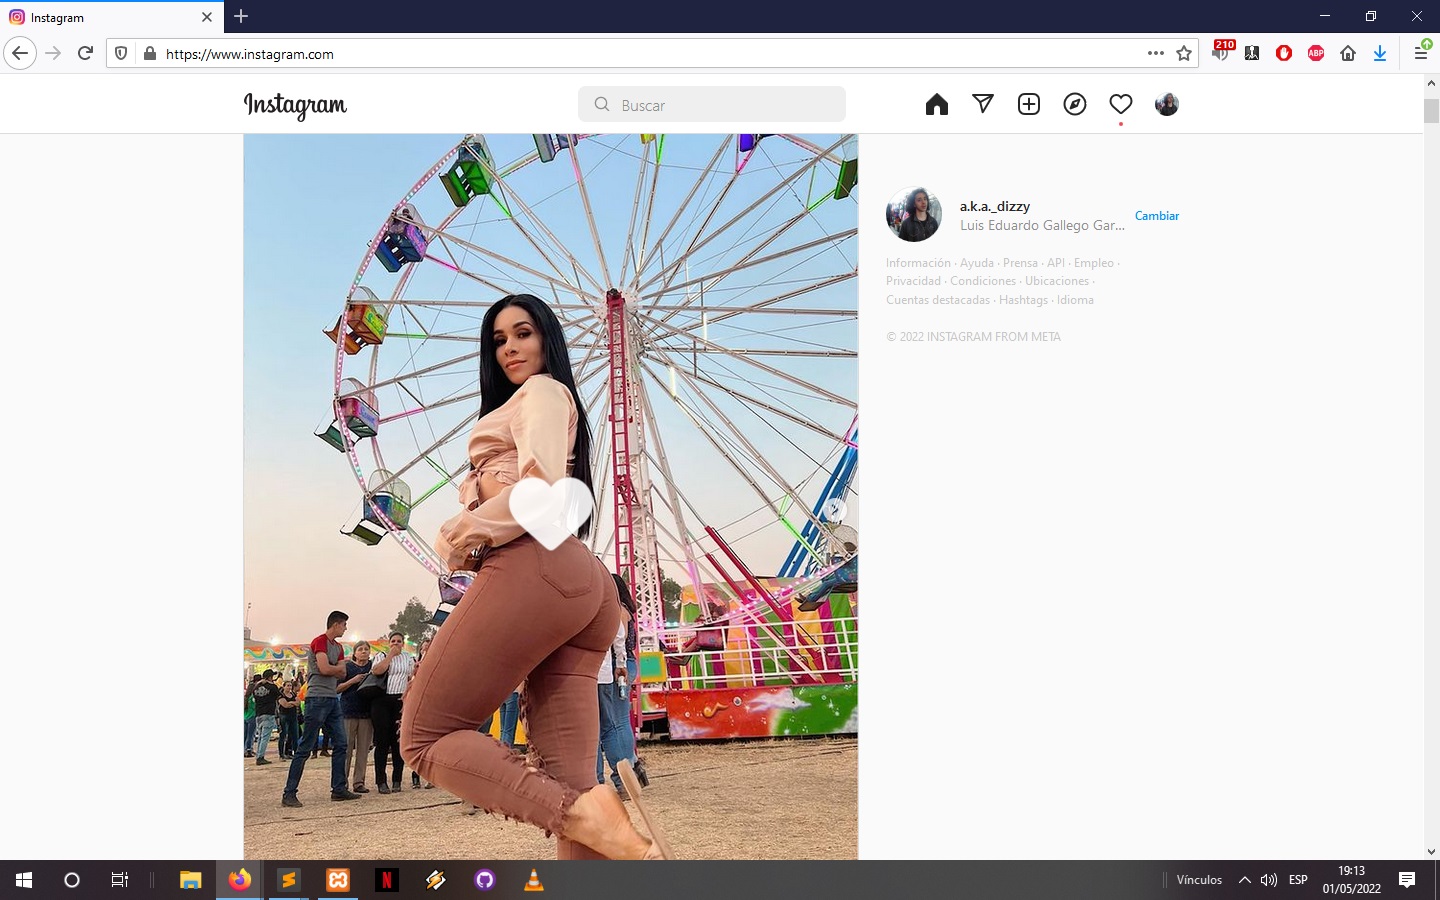 Instagram
https://www.instagram.com
210
ABP
Instagram
Buscar
a.k.a._dizzy
Luis Eduardo Gallego Gar...
Cambiar
Información · Ayuda · Prensa · API · Empleo ·
Privacidad · Condiciones · Ubicaciones ·
Cuentas destacadas · Hashtags · Idioma
© 2022 INSTAGRAM FROM META
N
Vínculos
ESP
19:13
01/05/2022